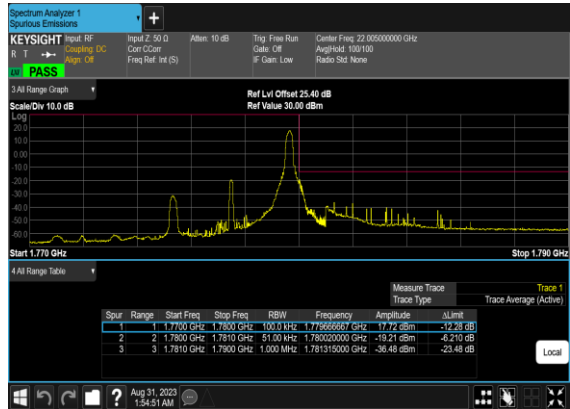 Spectrum Analyzer 1
Spurious Emissions
+
KEYSIGHT Input: RF Input Z: 50 Ω Atten: 10 dB Trig: Free Run Center Freq: 22.005000000 GHz
R T Coupling: DC Corr CCorr Gate: Off Avg|Hold: 100/100
Align: Off Freq Ref: Int (S) IF Gain: Low Radio Std: None
PASS
3 All Range Graph
Ref Lvl Offset 25.40 dB
Scale/Div 10.0 dB Ref Value 30.00 dBm
Log
20.0
10.0
0.00
-10.0
-20.0
-30.0
-40.0
-50.0
-60.0
Start 1.770 GHz Stop 1.790 GHz
4 All Range Table
Measure Trace Trace 1
Trace Type Trace Average (Active)
Spur Range Start Freq Stop Freq RBW Frequency Amplitude ΔLimit
1 1 1.7700 GHz 1.7800 GHz 100.0 kHz 1.779666667 GHz 17.72 dBm -12.28 dB
2 2 1.7800 GHz 1.7810 GHz 51.00 kHz 1.780020000 GHz -19.21 dBm -6.210 dB
3 3 1.7810 GHz 1.7900 GHz 1.000 MHz 1.781315000 GHz -36.48 dBm -23.48 dB
Local
? Aug 31, 2023
1:54:51 AM